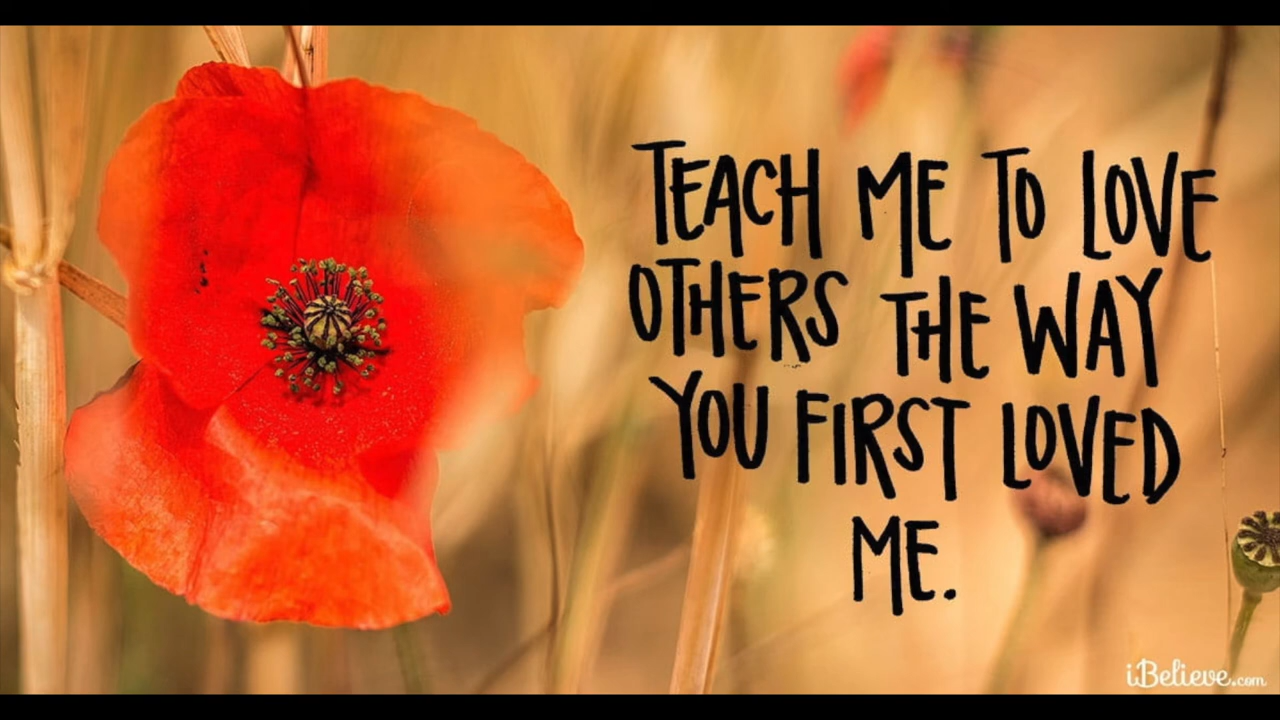 TEACH ME TO LOVE
OTHERS THE WAY
YOU FIRST LOVED
ME.
iBelieve.com